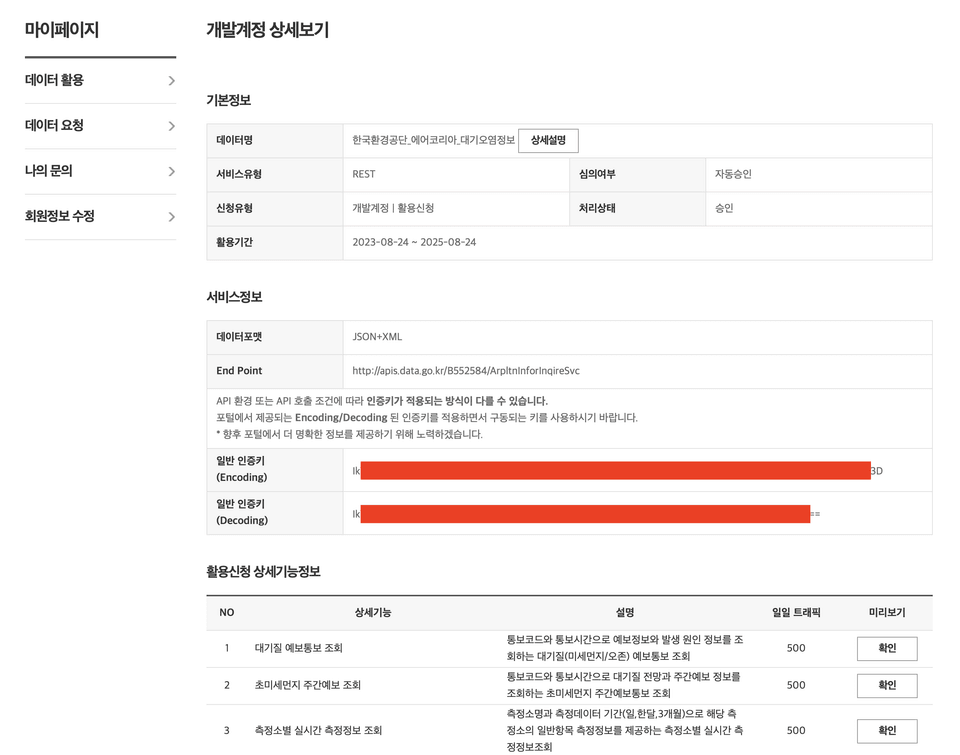 마이페이지
데이터 활용
데이터 요청
나의 문의
회원정보 수정
개발계정 상세보기
기본정보
데이터명 한국환경공단_에어코리아_대기오염정보 상세설명
서비스유형 REST 심의여부 자동승인
신청유형 개발계정 | 활용신청 처리상태 승인
활용기간 2023-08-24 ~ 2025-08-24
서비스정보
데이터포맷 JSON+XML
End Point http://apis.data.go.kr/B552584/ArpltnInforInqireSvc
API 환경 또는 API 호출 조건에 따라 인증키가 적용되는 방식이 다를 수 있습니다.
포털에서 제공되는 Encoding/Decoding 된 인증키를 적용하면서 구동되는 키를 사용하시기 바랍니다.
* 향후 포털에서 더 명확한 정보를 제공하기 위해 노력하겠습니다.
일반 인증키
(Encoding)
3D
일반 인증키
(Decoding)
==
활용신청 상세기능정보
NO 상세기능 설명 일일 트래픽 미리보기
1 대기질 예보통보 조회 통보코드와 통보시간으로 예보정보와 발생 원인 정보를 조
회하는 대기질(미세먼지/오존) 예보통보 조회 500 확인
2 초미세먼지 주간예보 조회 통보코드와 통보시간으로 대기질 전망과 주간예보 정보를
조회하는 초미세먼지 주간예보통보 조회 500 확인
3 측정소별 실시간 측정정보 조회 측정소명과 측정데이터 기간(일,한달,3개월)으로 해당 측
정소의 일반항목 측정정보를 제공하는 측정소별 실시간 측
정정보조회 500 확인